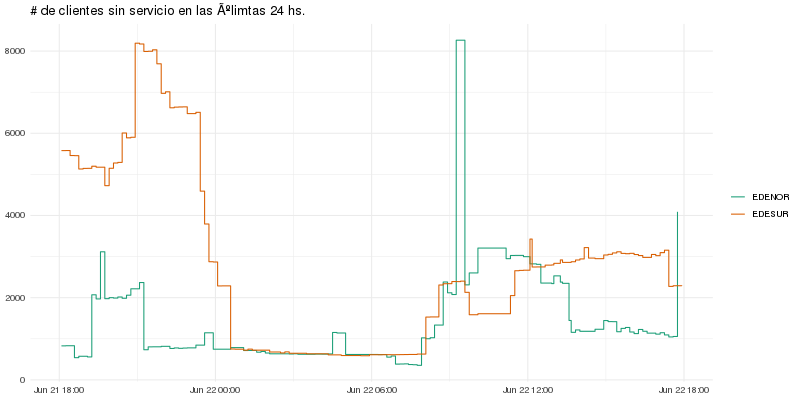 # de clientes sin servicio en las Ãºlimtas 24 hs.
8000
6000
4000
2000
0
Jun 21 18:00
Jun 22 00:00
Jun 22 06:00
Jun 22 12:00
Jun 22 18:00
EDENOR
EDESUR